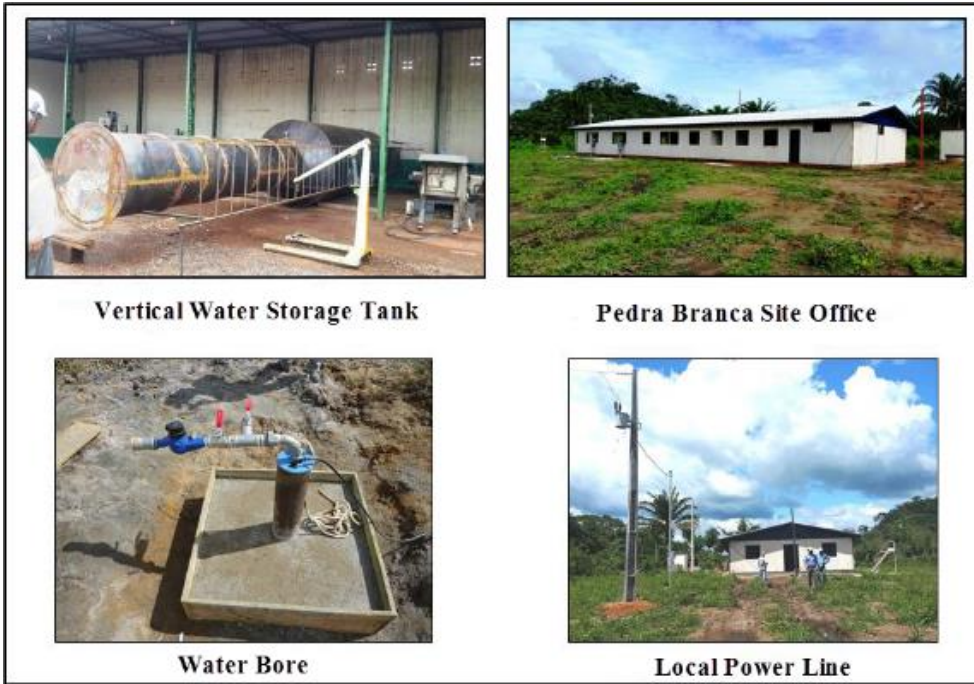 Vertical Water Storage Tank
Pedra Branca Site Office
Water Bore
Local Power Line